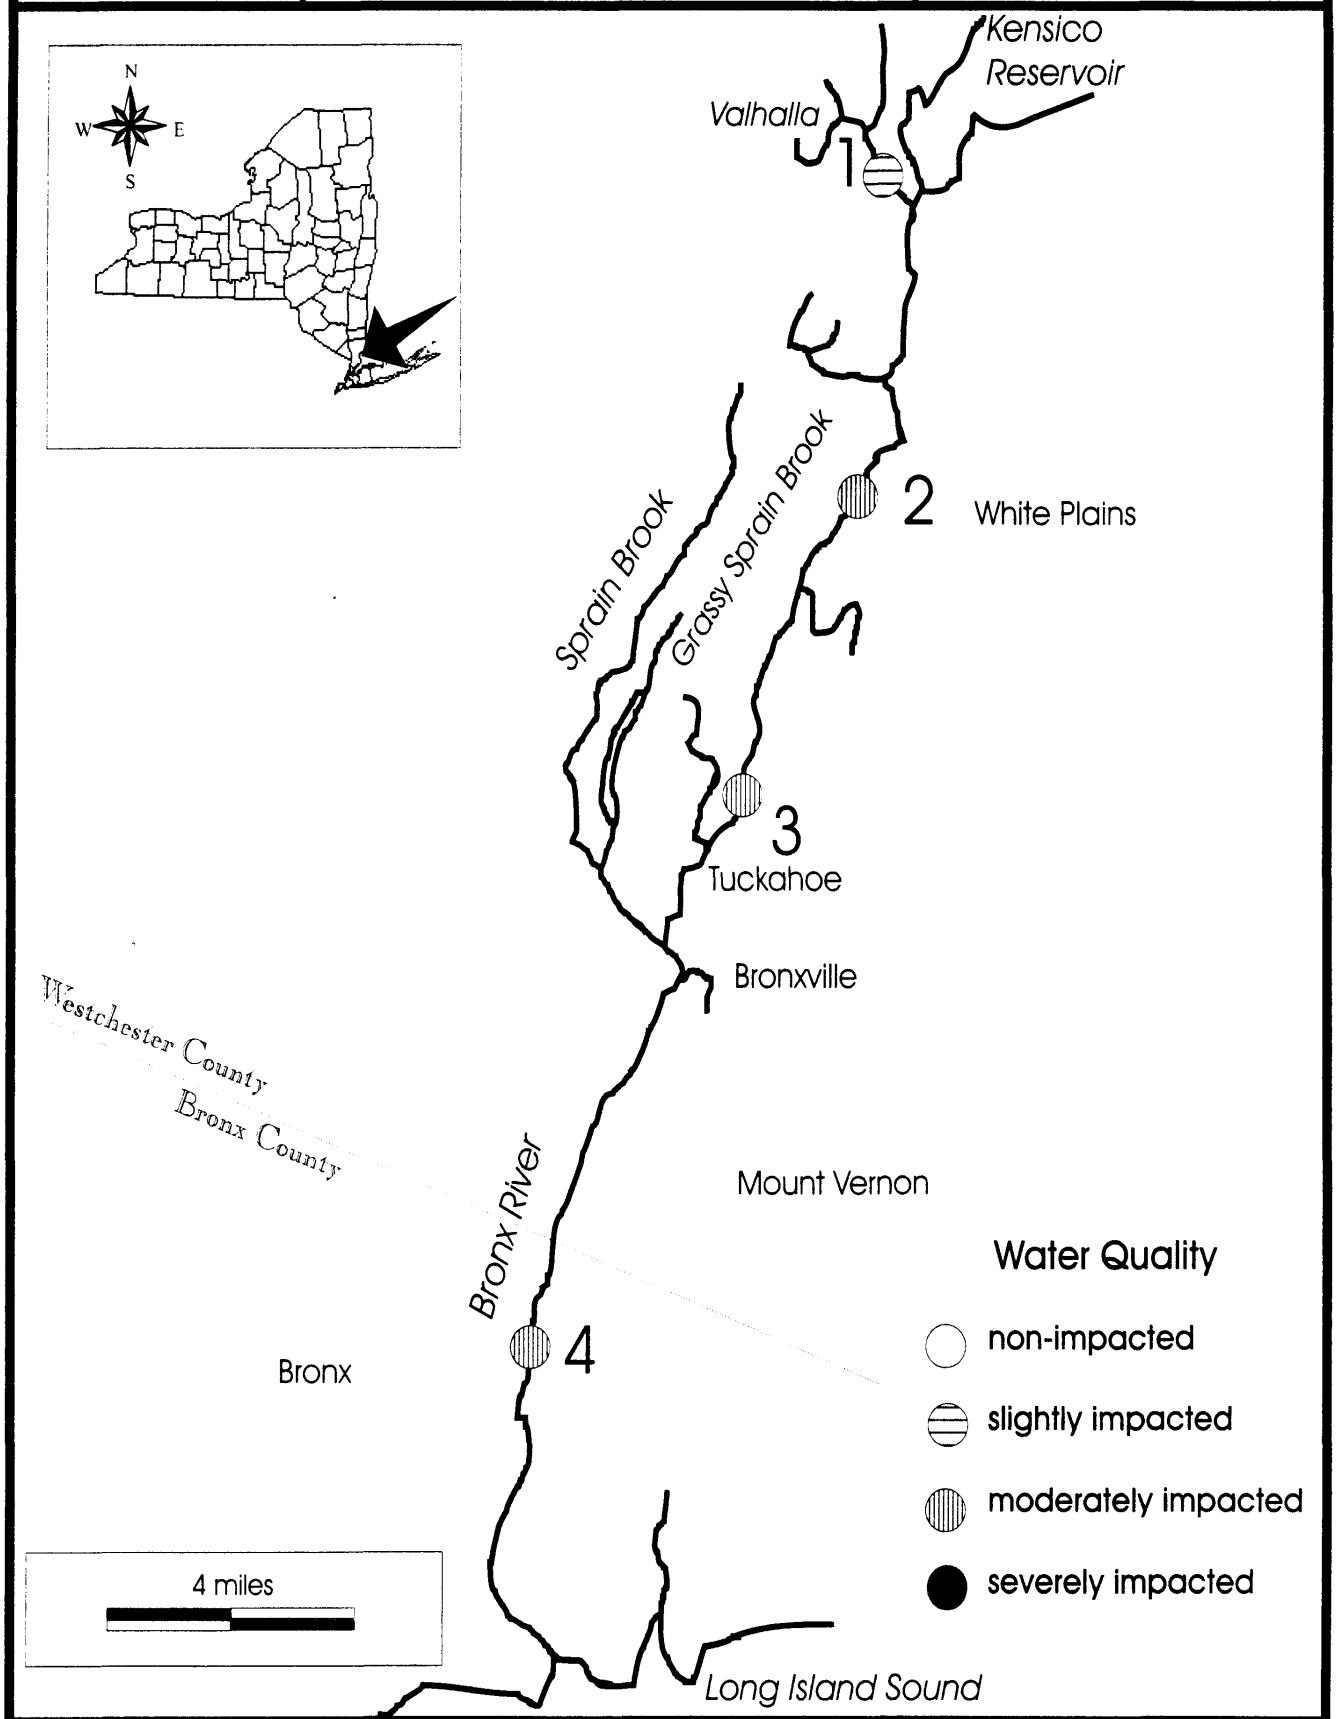 Kensico
Reservoir
N
W
E
S
Valhalla
1
Grassy Sprain Brook
Sprain Brook
2
White Plains
3
Tuckahoe
Bronxville
Westchester County
Bronx County
Bronx River
Mount Vernon
Water Quality
non-impacted
4
Bronx
slightly impacted
moderately impacted
4 miles
severely impacted
Long Island Sound